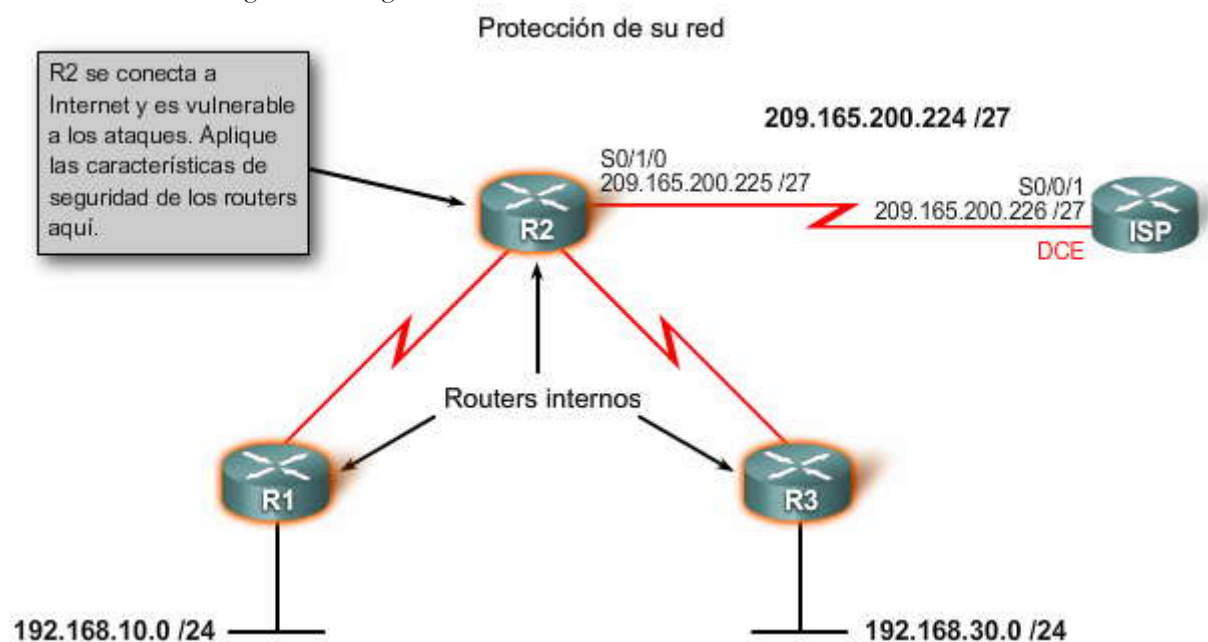 Protección de su red
R2 se conecta a
Internet y es vulnerable
a los ataques. Aplique
las características de
seguridad de los routers
aquí.
209.165.200.224 /27
S0/1/0
209.165.200.225 /27
S0/0/1
209.165.200.226 /27
DCE
R2
ISP
Routers internos
R1
R3
192.168.10.0 /24
192.168.30.0 /24